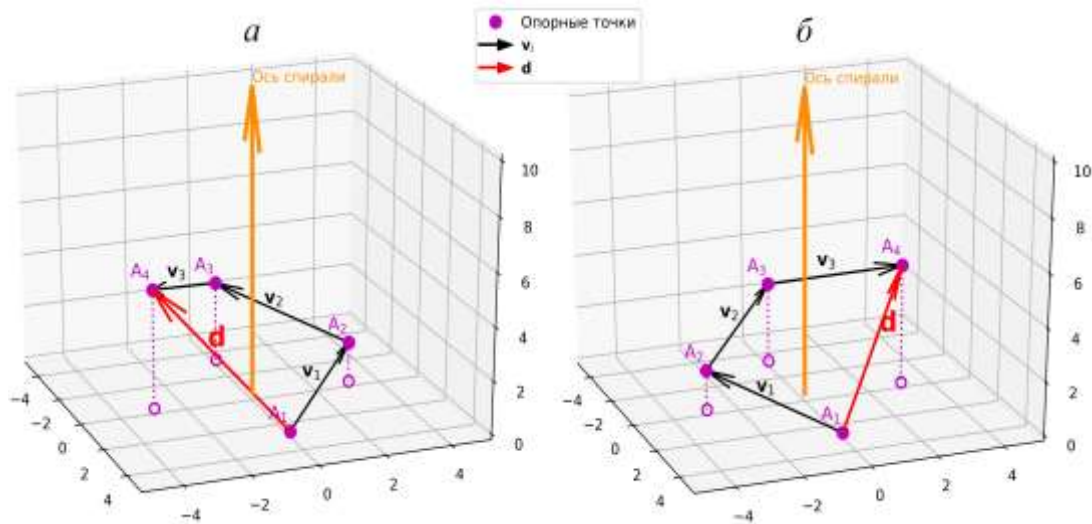 а
б
Опорные точки
vᵢ
d
Ось спирали
Ось спирали
A₄
v₃
A₃
v₂
A₂
d
v₁
A₁
10
8
6
4
2
0
−4
−2
0
2
4
−4
−2
0
2
4
A₃
v₃
A₄
v₂
d
A₂
v₁
A₁
10
8
6
4
2
0
−4
−2
0
2
4
−4
−2
0
2
4